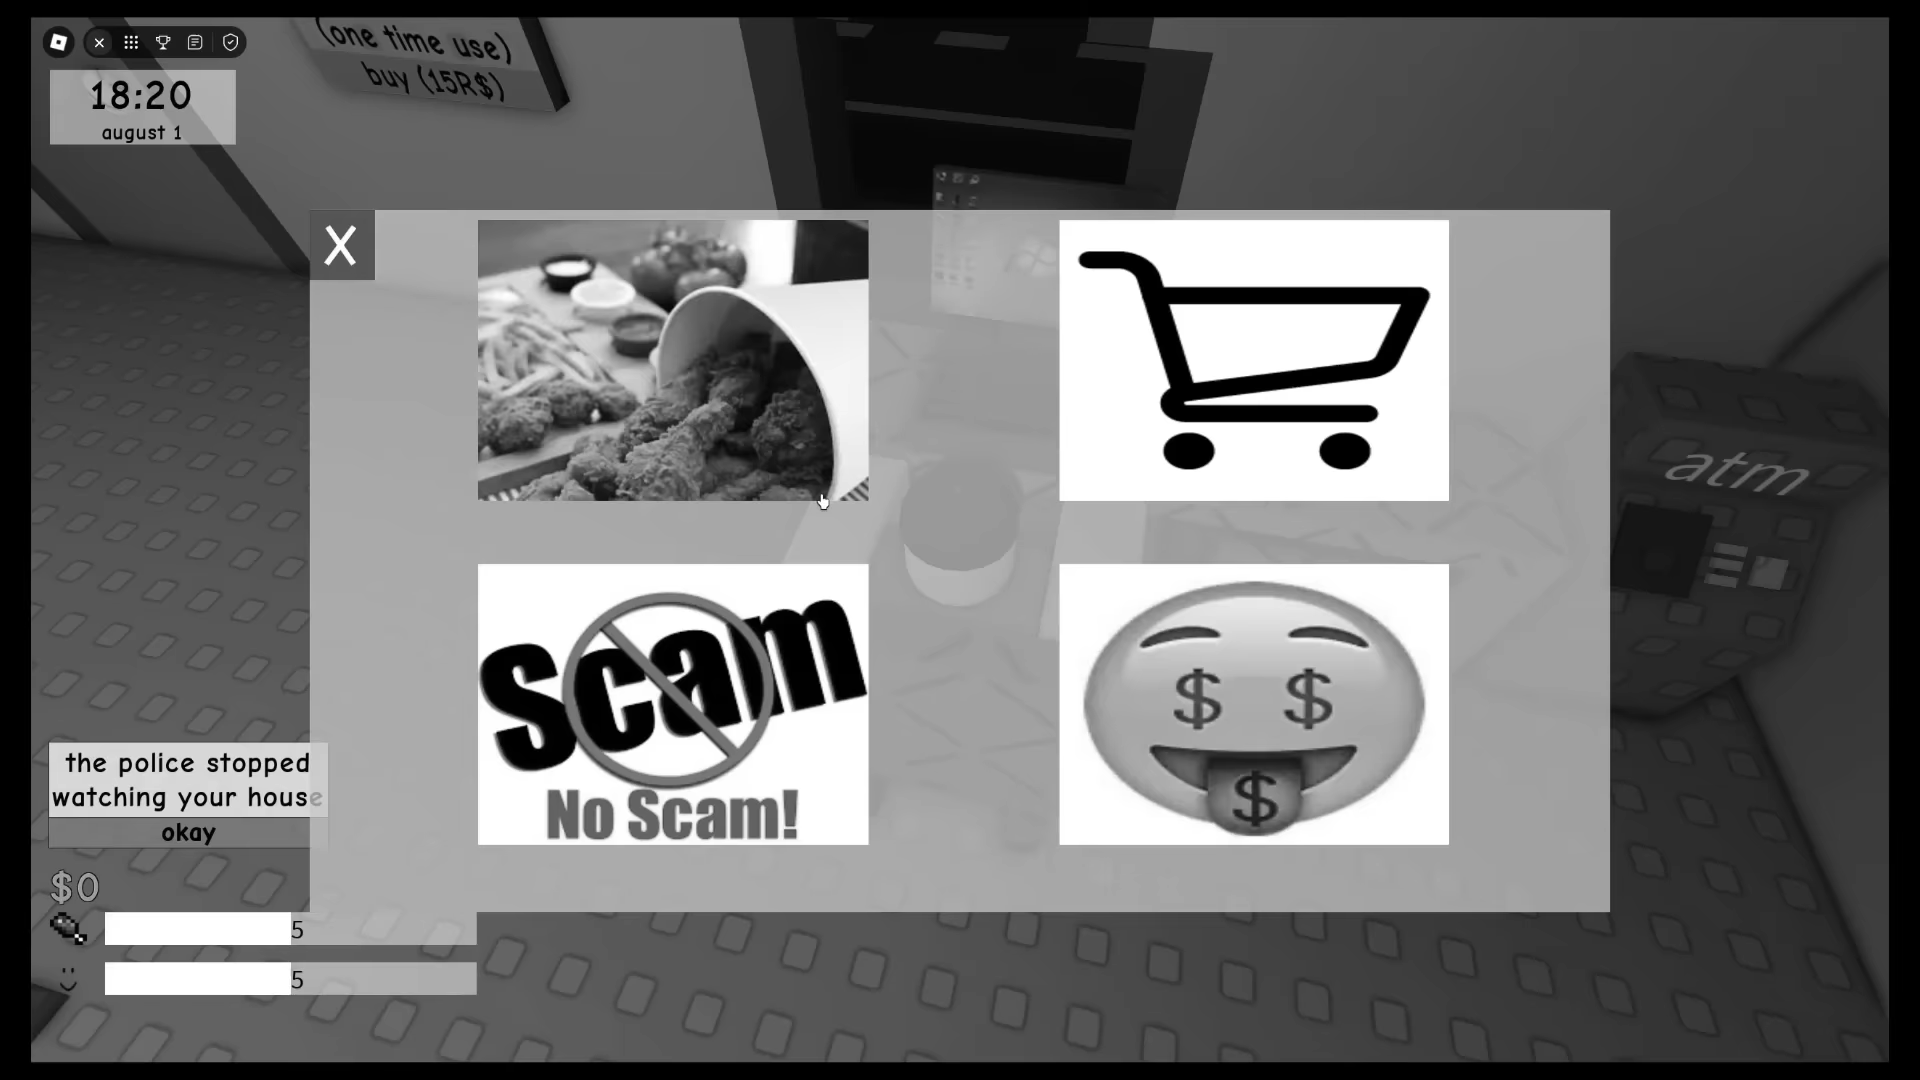 (one time use)
buy (15R$)
18:20
august 1
X
atm
Scam
No Scam!
$ $
$
the police stopped
watching your house
okay
$0
5
5